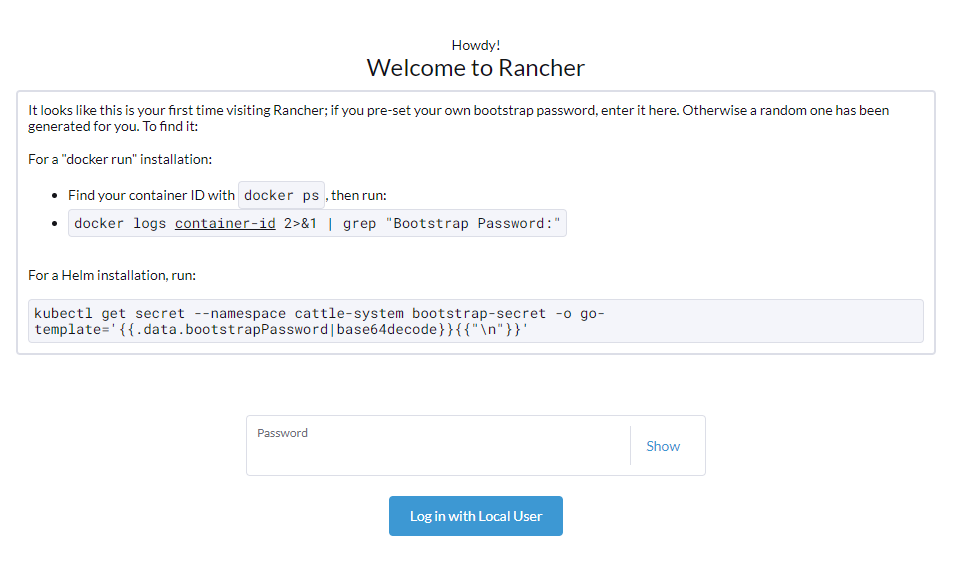 Howdy!
Welcome to Rancher
It looks like this is your first time visiting Rancher; if you pre-set your own bootstrap password, enter it here. Otherwise a random one has been
generated for you. To find it:
For a "docker run" installation:
• Find your container ID with docker ps , then run:
• docker logs container-id 2>&1 | grep "Bootstrap Password:"
For a Helm installation, run:
kubectl get secret --namespace cattle-system bootstrap-secret -o go-
template='{{.data.bootstrapPassword|base64decode}}{{"\n"}}'
Password
Show
Log in with Local User